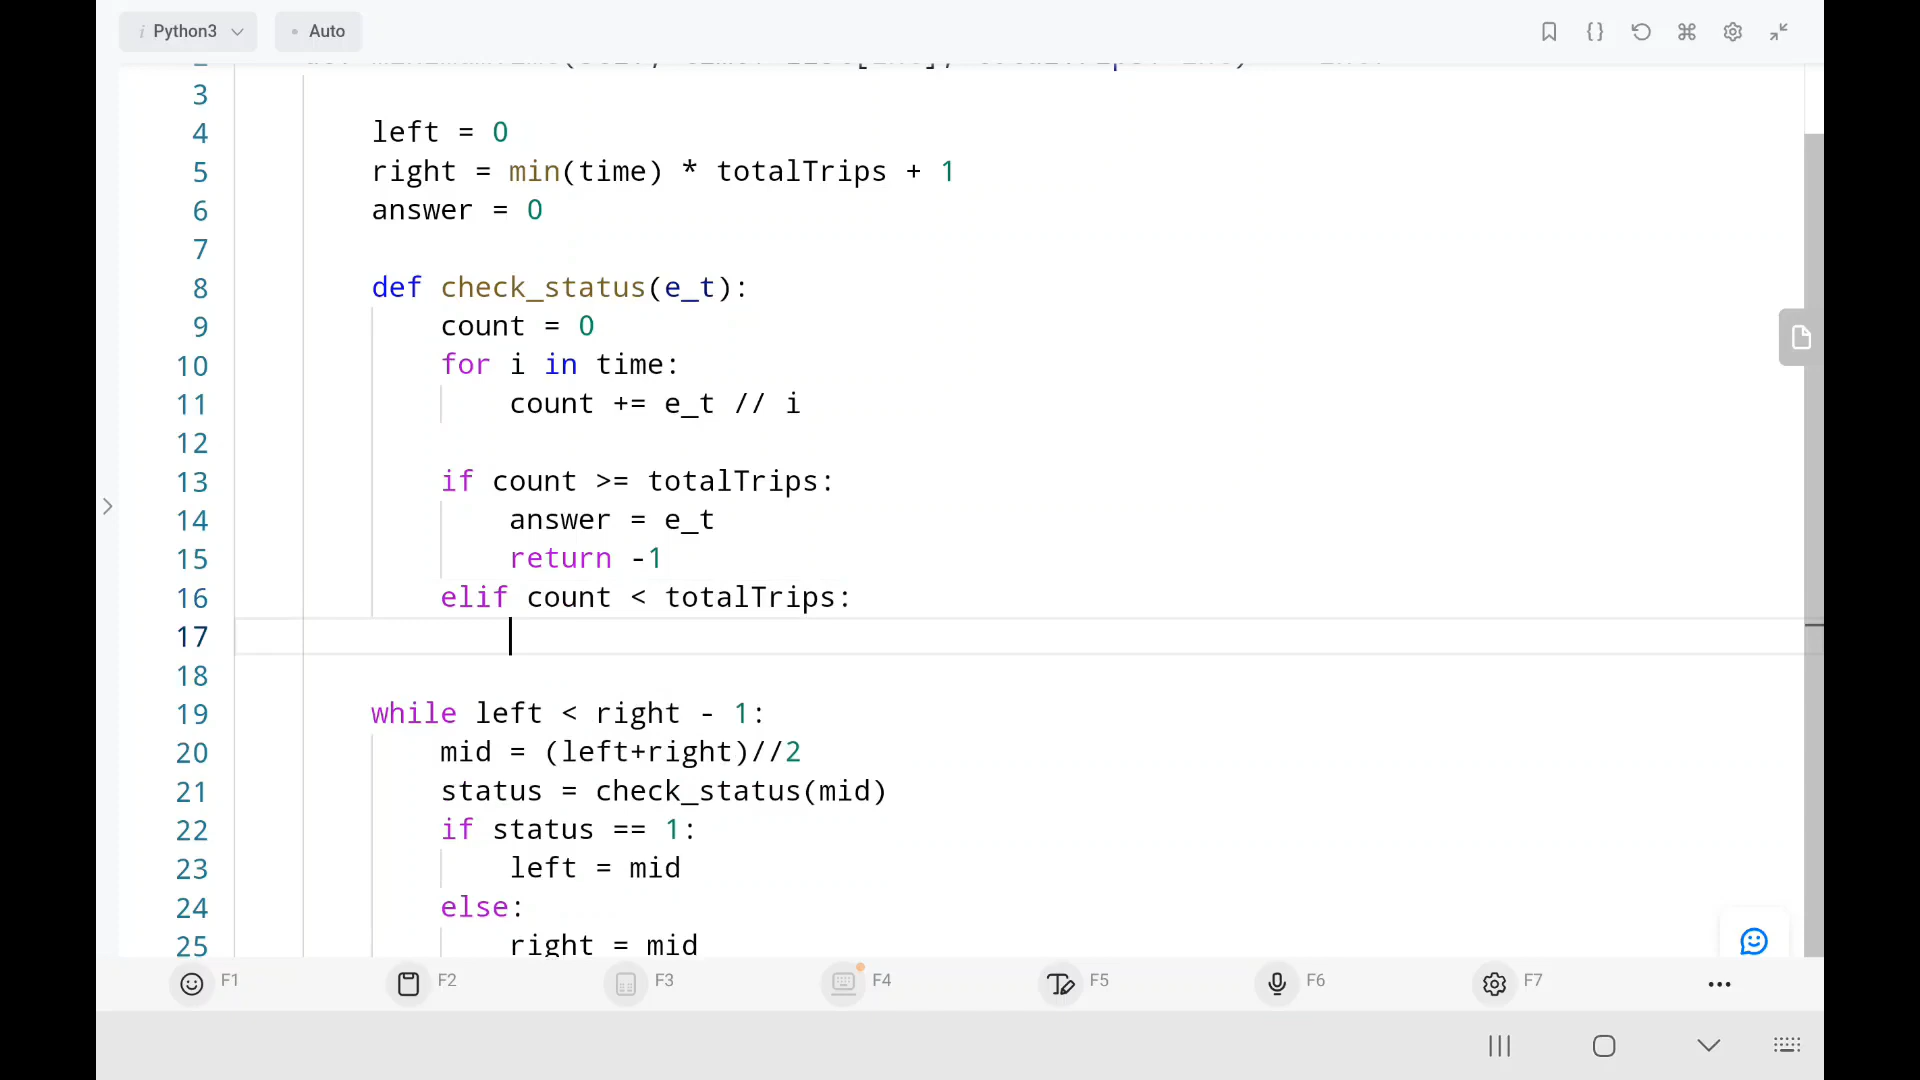 i Python3
Auto
3
4 left = 0
5 right = min(time) * totalTrips + 1
6 answer = 0
7
8 def check_status(e_t):
9 count = 0
10 for i in time:
11 count += e_t // i
12
13 if count >= totalTrips:
14 answer = e_t
15 return -1
16 elif count < totalTrips:
17
18
19 while left < right - 1:
20 mid = (left+right)//2
21 status = check_status(mid)
22 if status == 1:
23 left = mid
24 else:
25 right = mid
F1 F2 F3 F4 F5 F6 F7